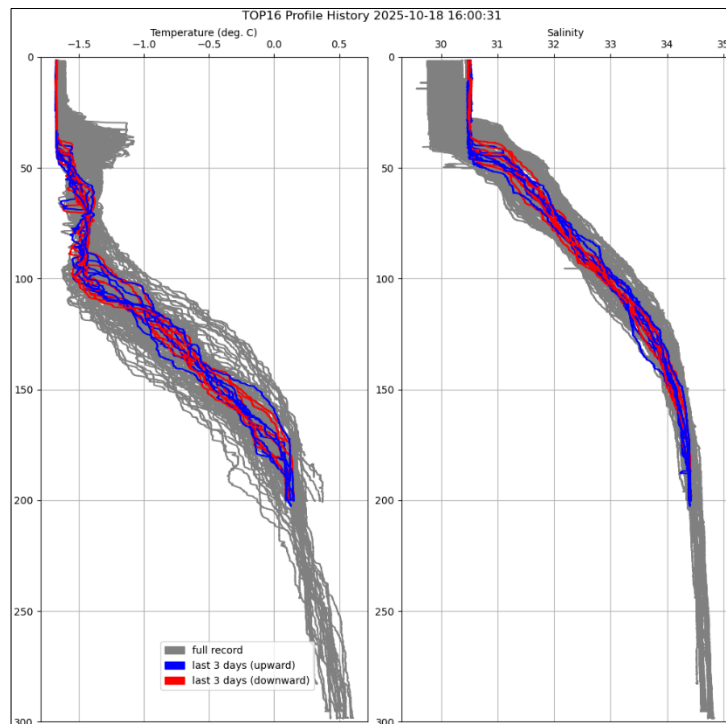 TOP16 Profile History 2025-10-18 16:00:31
Temperature (deg. C)
−1.5 −1.0 −0.5 0.0 0.5
Salinity
30 31 32 33 34 35
0
50
100
150
200
250
300
0
50
100
150
200
250
300
full record
last 3 days (upward)
last 3 days (downward)